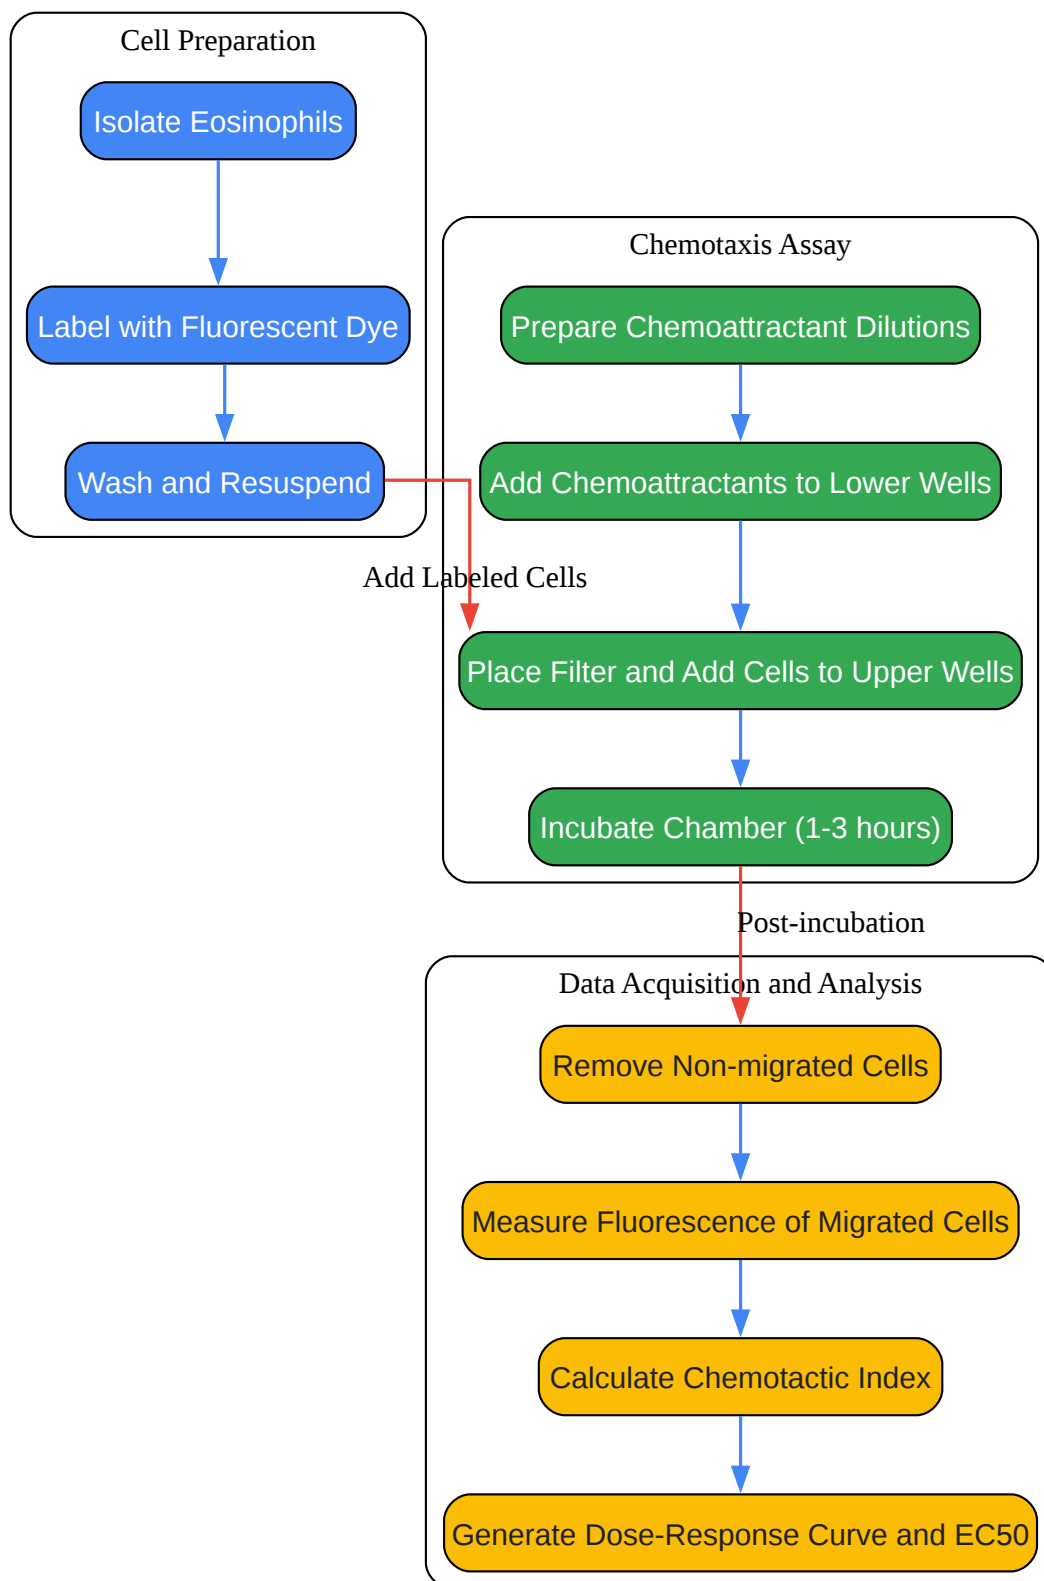 Cell Preparation
Isolate Eosinophils
Label with Fluorescent Dye
Wash and Resuspend
Add Labeled Cells
Chemotaxis Assay
Prepare Chemoattractant Dilutions
Add Chemoattractants to Lower Wells
Place Filter and Add Cells to Upper Wells
Incubate Chamber (1-3 hours)
Post-incubation
Data Acquisition and Analysis
Remove Non-migrated Cells
Measure Fluorescence of Migrated Cells
Calculate Chemotactic Index
Generate Dose-Response Curve and EC50